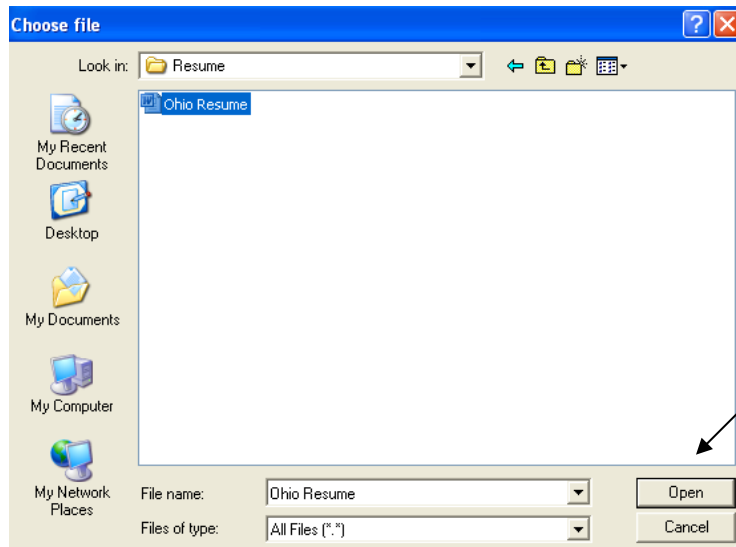 Choose file
Look in: Resume
Ohio Resume
My Recent
Documents
Desktop
My Documents
My Computer
My Network
Places
File name: Ohio Resume Open
Files of type: All Files (*.*) Cancel